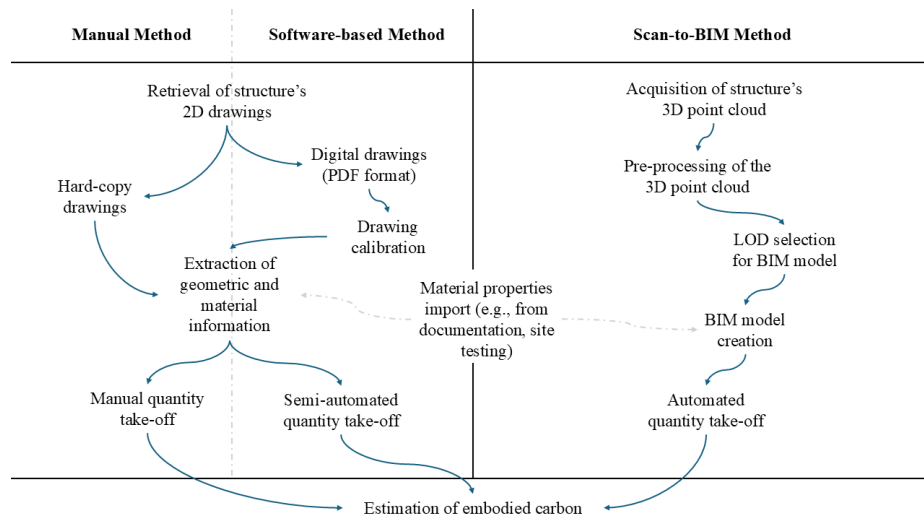 Manual Method
Software-based Method
Scan-to-BIM Method
Retrieval of structure's
2D drawings
Digital drawings
(PDF format)
Hard-copy
drawings
Drawing
calibration
Extraction of
geometric and
material
information
Manual quantity
take-off
Semi-automated
quantity take-off
Material properties
import (e.g., from
documentation, site
testing)
Acquisition of structure's
3D point cloud
Pre-processing of the
3D point cloud
LOD selection
for BIM model
BIM model
creation
Automated
quantity take-off
Estimation of embodied carbon